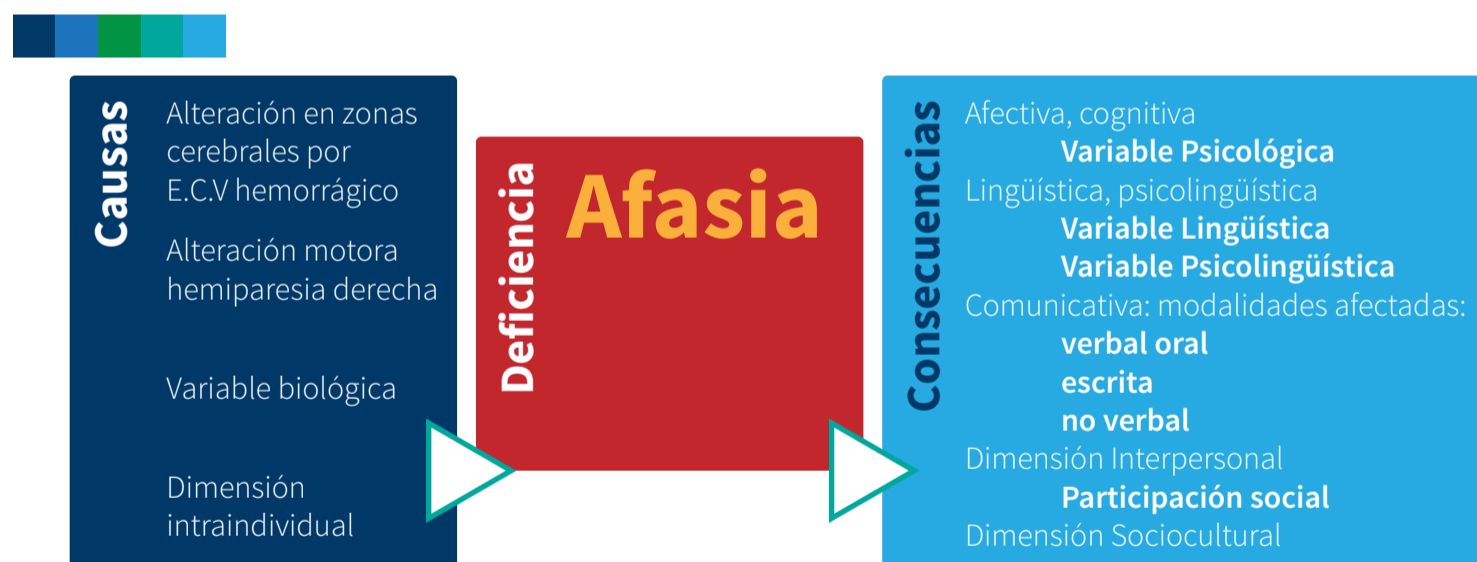 Causas
Alteración en zonas
cerebrales por
E.C.V hemorrágico
Alteración motora
hemiparesia derecha
Variable biológica
Dimensión
intraindividual
Deficiencia
Afasia
Consecuencias
Afectiva, cognitiva
Variable Psicológica
Lingüística, psicolingüística
Variable Lingüística
Variable Psicolingüística
Comunicativa: modalidades afectadas:
verbal oral
escrita
no verbal
Dimensión Interpersonal
Participación social
Dimensión Sociocultural